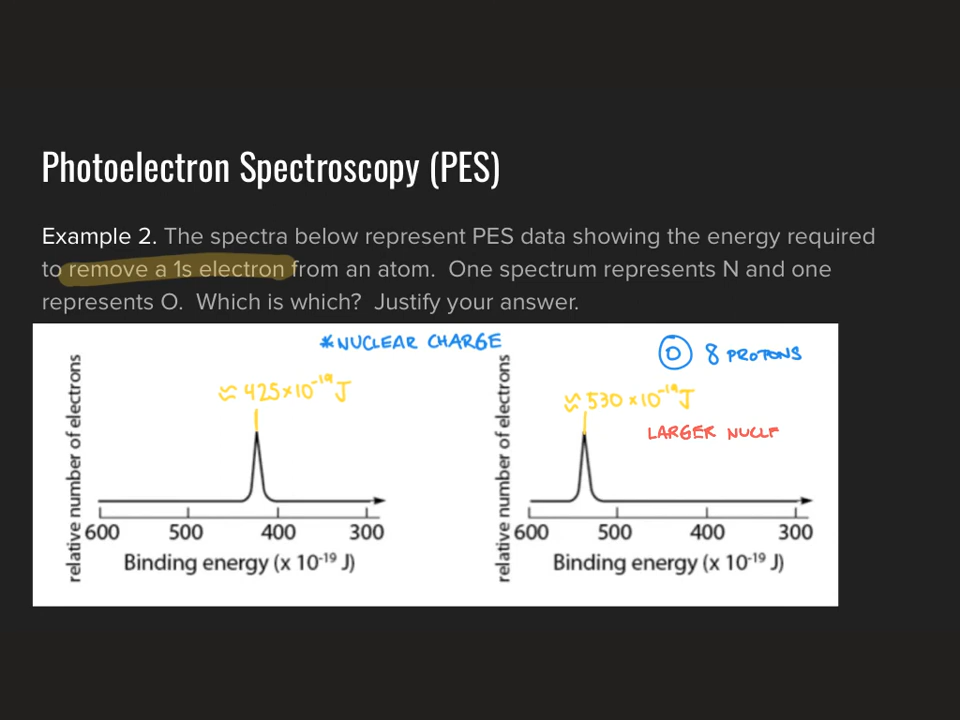 Photoelectron Spectroscopy (PES)
Example 2. The spectra below represent PES data showing the energy required
to remove a 1s electron from an atom. One spectrum represents N and one
represents O. Which is which? Justify your answer.
*NUCLEAR CHARGE
≈ 425×10⁻¹⁹ J
relative number of electrons
600 500 400 300
Binding energy (x 10⁻¹⁹ J)
O 8 PROTONS
≈ 530 ×10⁻¹⁹ J
LARGER NUCLE
relative number of electrons
600 500 400 300
Binding energy (x 10⁻¹⁹ J)